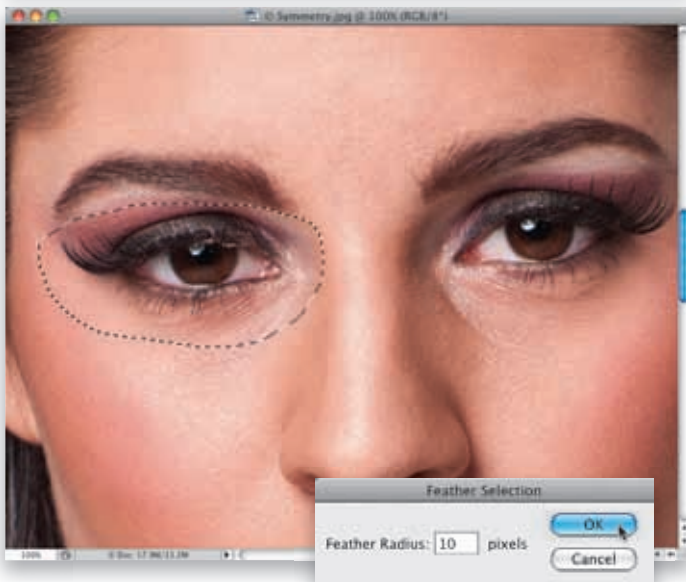 © Symmetry.jpg @ 100% (RGB/8*)
Feather Selection
Feather Radius: 10 pixels
OK
Cancel
100%